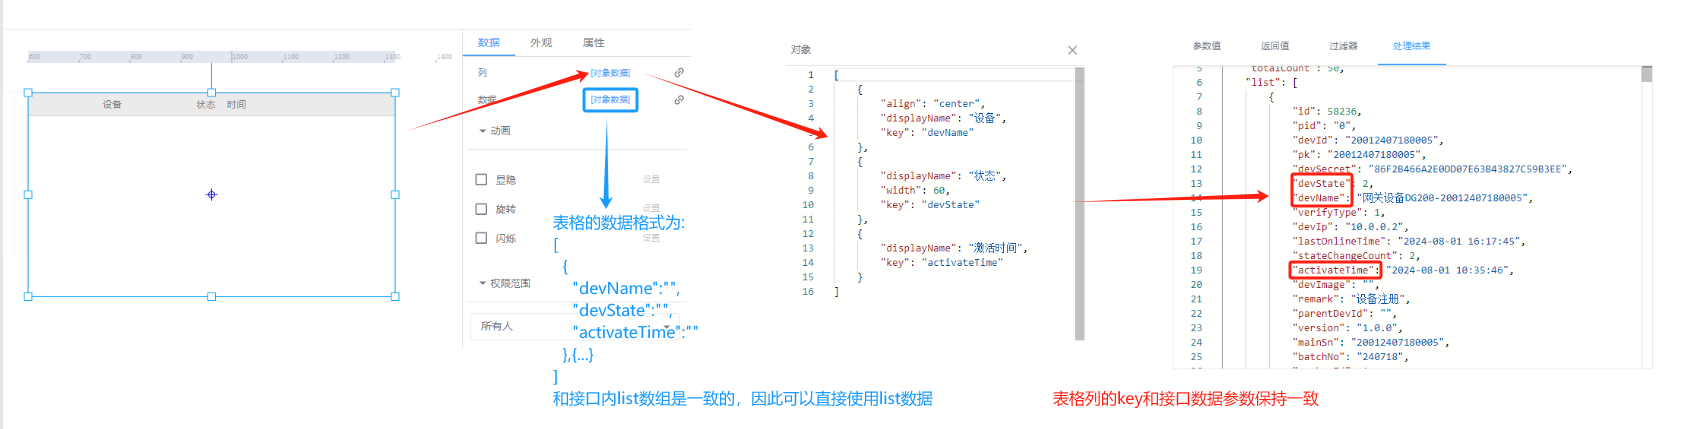 600
700
800
900
1000
1100
1200
1300
1400
设备
状态
时间
数据
外观
属性
列
[对象数据]
数据
[对象数据]
动画
显隐
设置
旋转
设置
闪烁
设置
权限范围
所有人
表格的数据格式为:
[
{
"devName":"",
"devState":"",
"activateTime":""
},{...}
]
和接口内list数组是一致的，因此可以直接使用list数据
对象
1 [
2 {
3 "align": "center",
4 "displayName": "设备",
5 "key": "devName"
6 },
7 {
8 "displayName": "状态",
9 "width": 60,
10 "key": "devState"
11 },
12 {
13 "displayName": "激活时间",
14 "key": "activateTime"
15 }
16 ]
参数值
返回值
过滤器
处理结果
5 "totalCount": 50,
6 "list": [
7 {
8 "id": 58236,
9 "pid": "0",
10 "devId": "20012407180005",
11 "pk": "20012407180005",
12 "devSecret": "86F2B466A2E0DD07E63B43827C59B3EE",
13 "devState": 2,
14 "devName": "网关设备DG200-20012407180005",
15 "verifyType": 1,
16 "devIp": "10.0.0.2",
17 "lastOnlineTime": "2024-08-01 16:17:45",
18 "stateChangeCount": 2,
19 "activateTime": "2024-08-01 10:35:46",
20 "devImage": "",
21 "remark": "设备注册",
22 "parentDevId": "",
23 "version": "1.0.0",
24 "mainSn": "20012407180005",
25 "batchNo": "240718",
表格列的key和接口数据参数保持一致